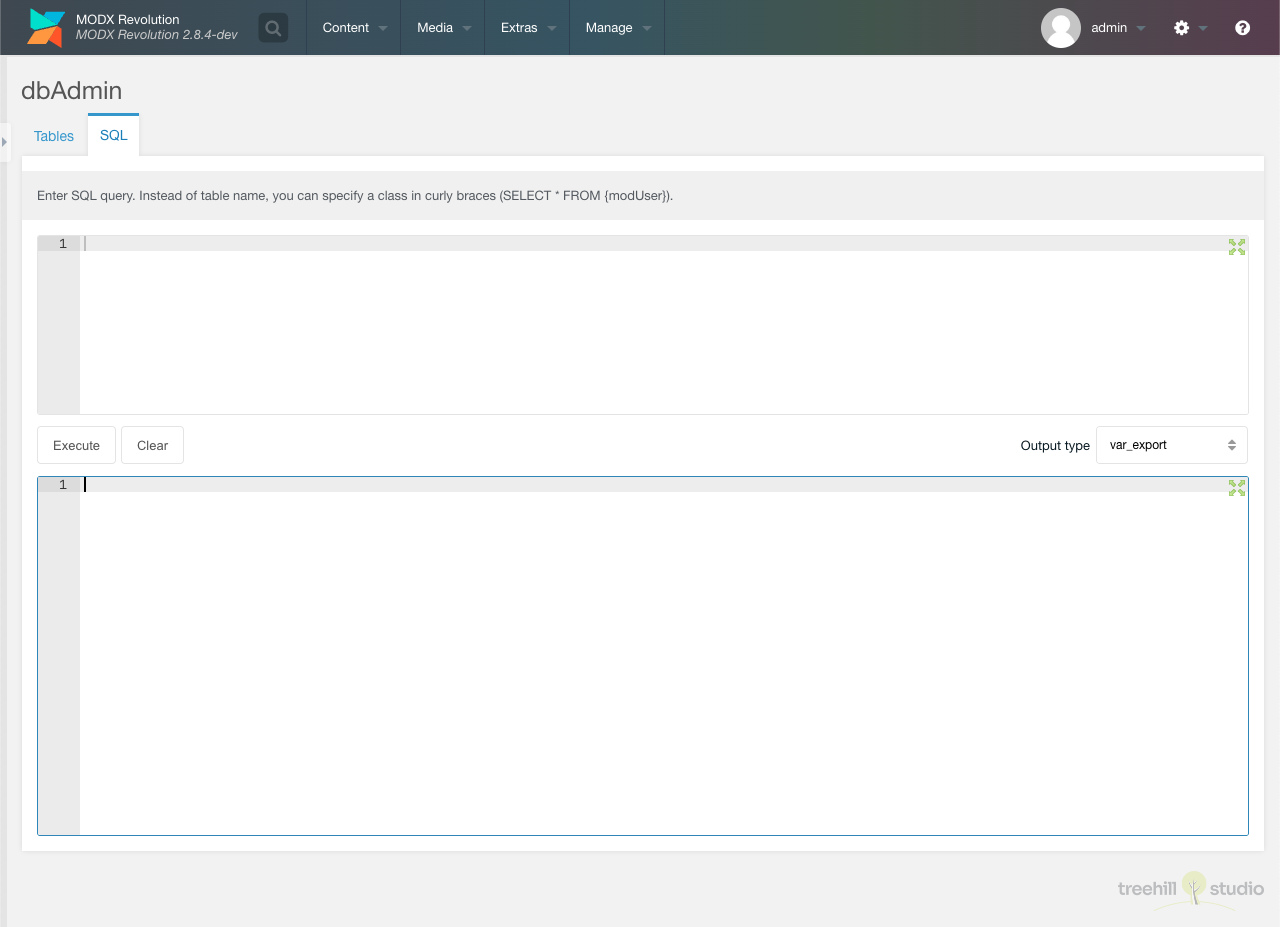 MODX Revolution
MODX Revolution 2.8.4-dev
Content
Media
Extras
Manage
admin
dbAdmin
Tables
SQL
Enter SQL query. Instead of table name, you can specify a class in curly braces (SELECT * FROM {modUser}).
1
Execute
Clear
Output type
var_export
1
treehill studio